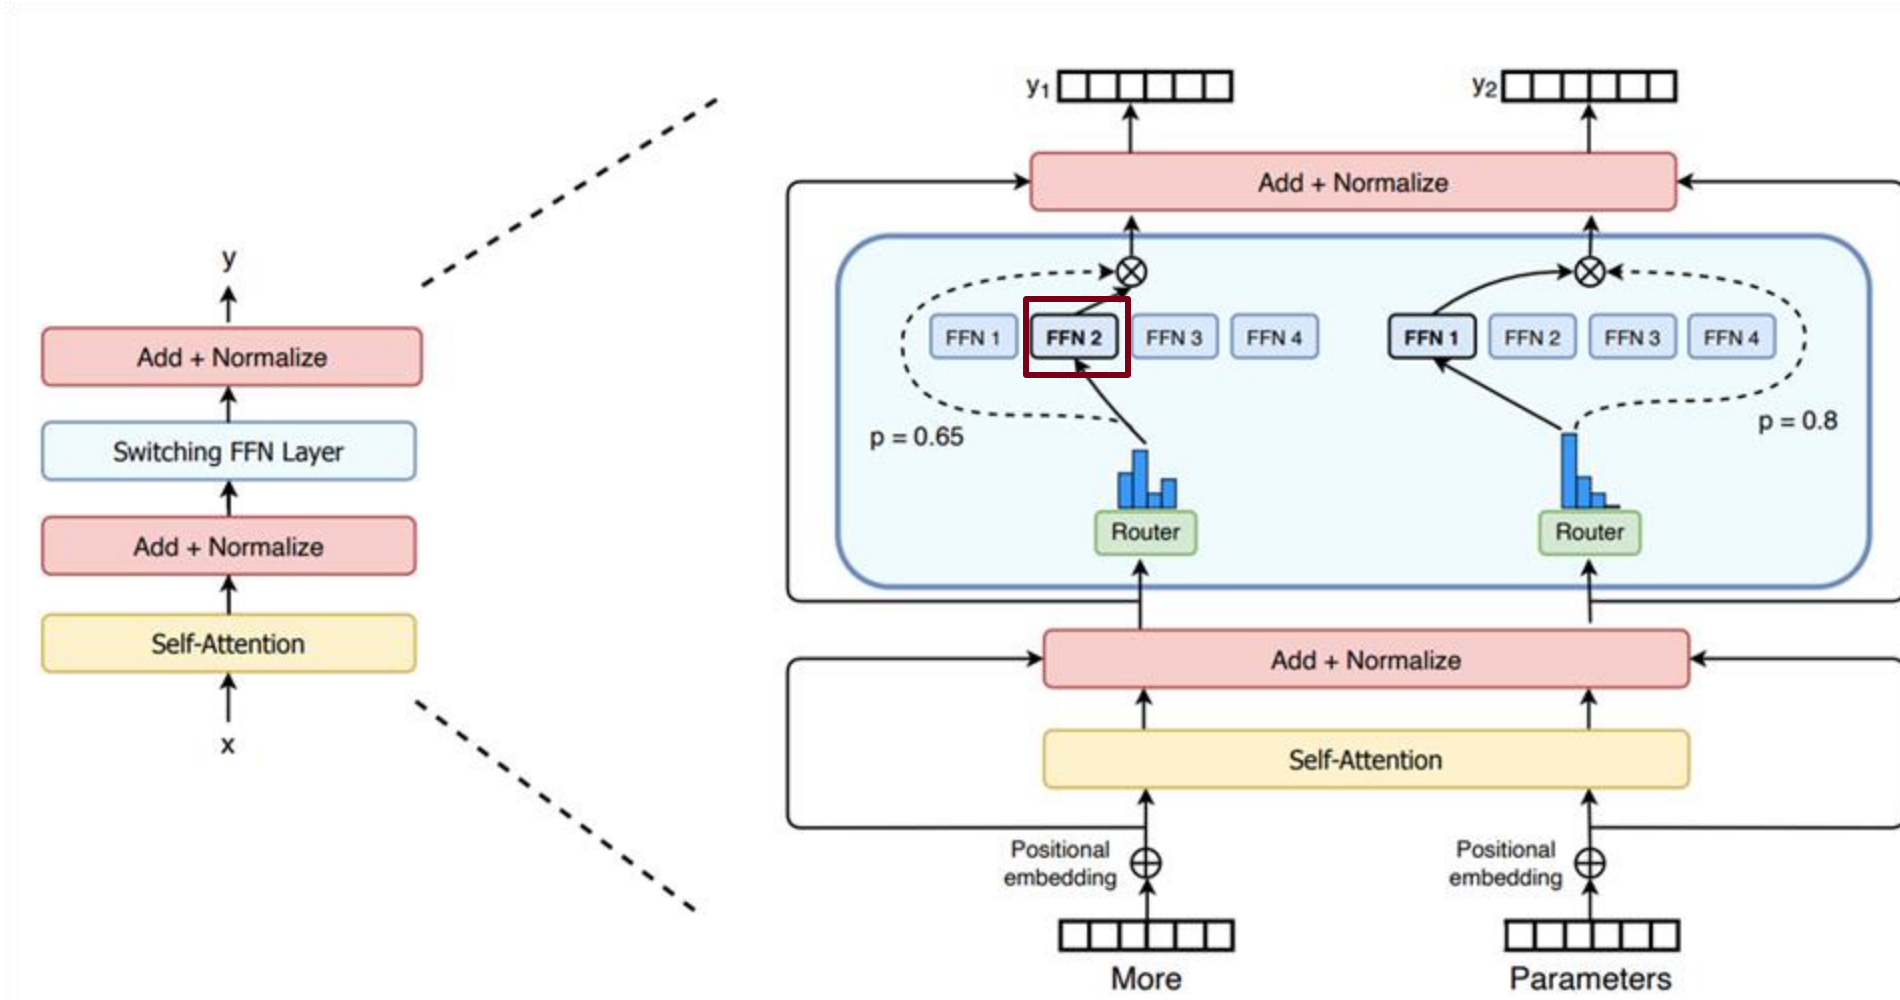 y
Add + Normalize
Switching FFN Layer
Add + Normalize
Self-Attention
x
y1
y2
Add + Normalize
FFN 1
FFN 2
FFN 3
FFN 4
FFN 1
FFN 2
FFN 3
FFN 4
p = 0.65
p = 0.8
Router
Router
Add + Normalize
Self-Attention
Positional
embedding
Positional
embedding
More
Parameters